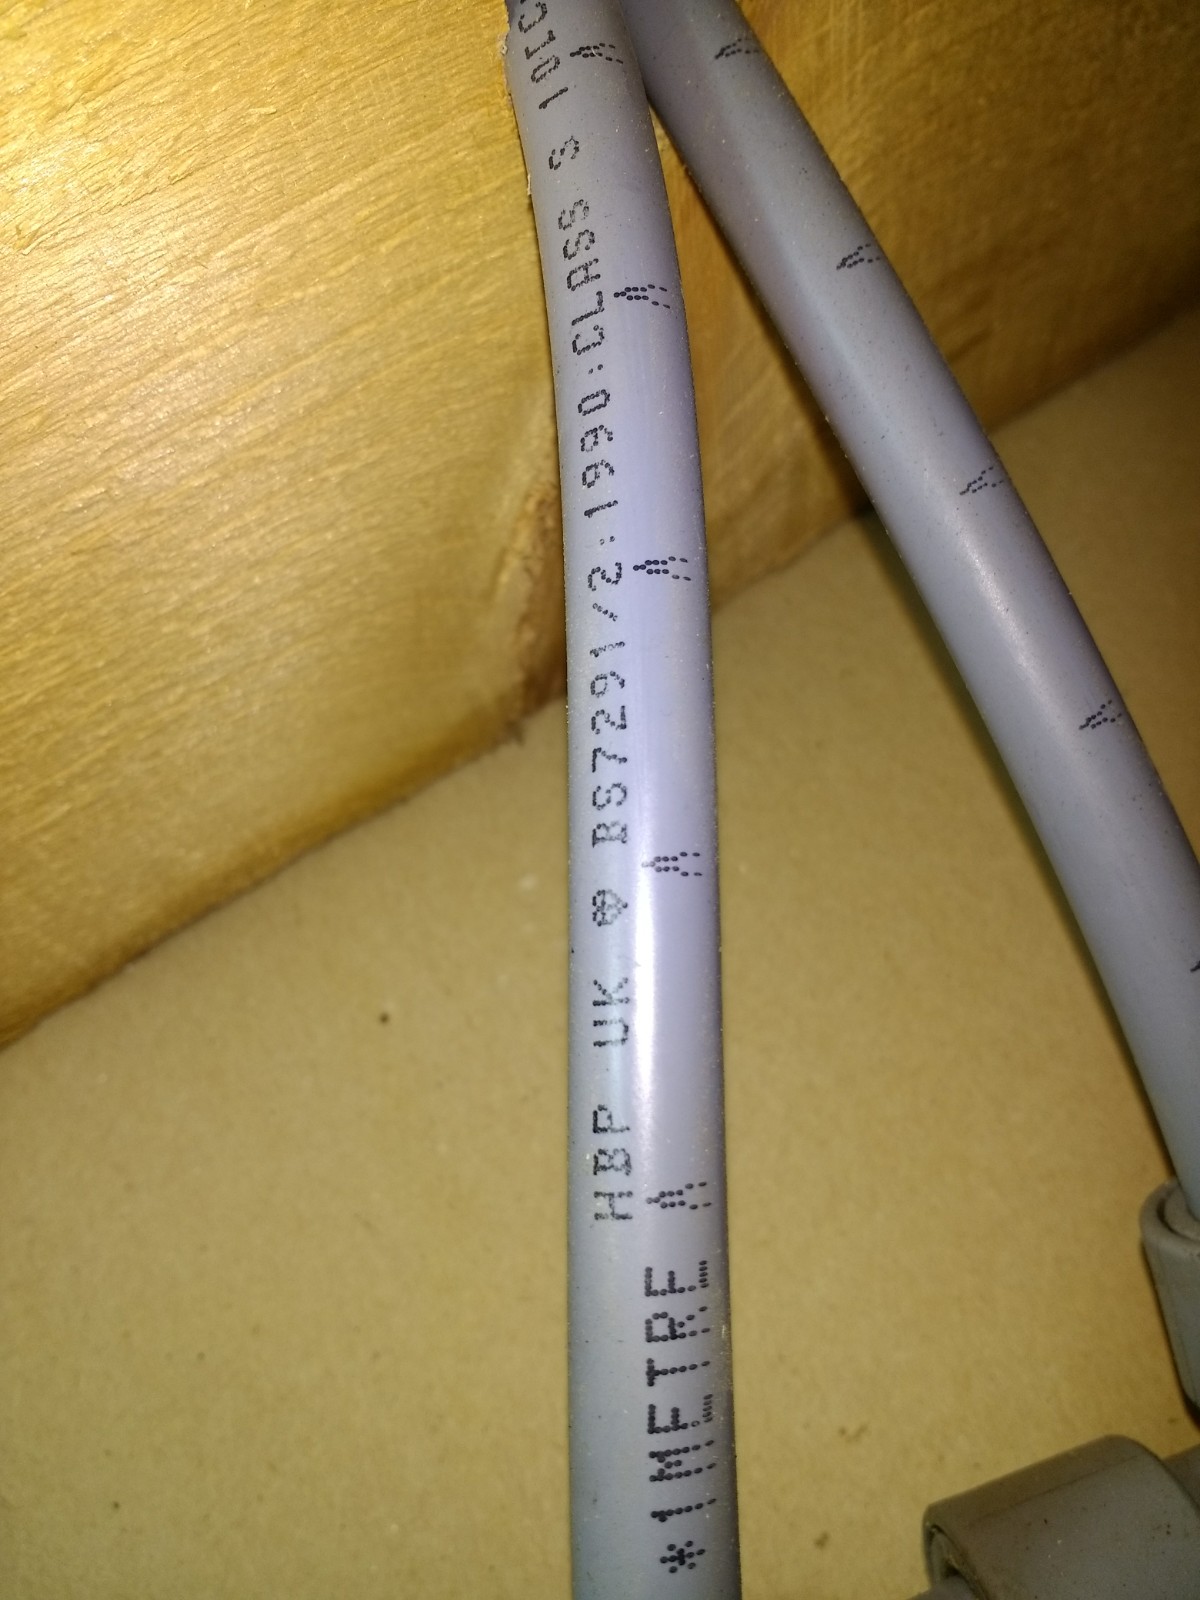 HBP UK ♥ BS7291/2:1990:CLASS S
*1METRE